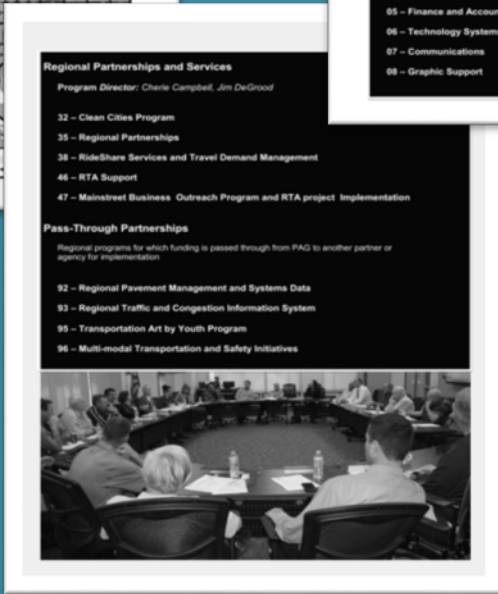 05 – Finance and Accoun
06 – Technology Systems
07 – Communications
08 – Graphic Support
Regional Partnerships and Services
Program Director: Cherie Campbell, Jim DeGrood
32 – Clean Cities Program
35 – Regional Partnerships
38 – RideShare Services and Travel Demand Management
46 – RTA Support
47 – Mainstreet Business Outreach Program and RTA project Implementation
Pass-Through Partnerships
Regional programs for which funding is passed through from PAG to another partner or
agency for implementation
92 – Regional Pavement Management and Systems Data
93 – Regional Traffic and Congestion Information System
95 – Transportation Art by Youth Program
96 – Multi-modal Transportation and Safety Initiatives